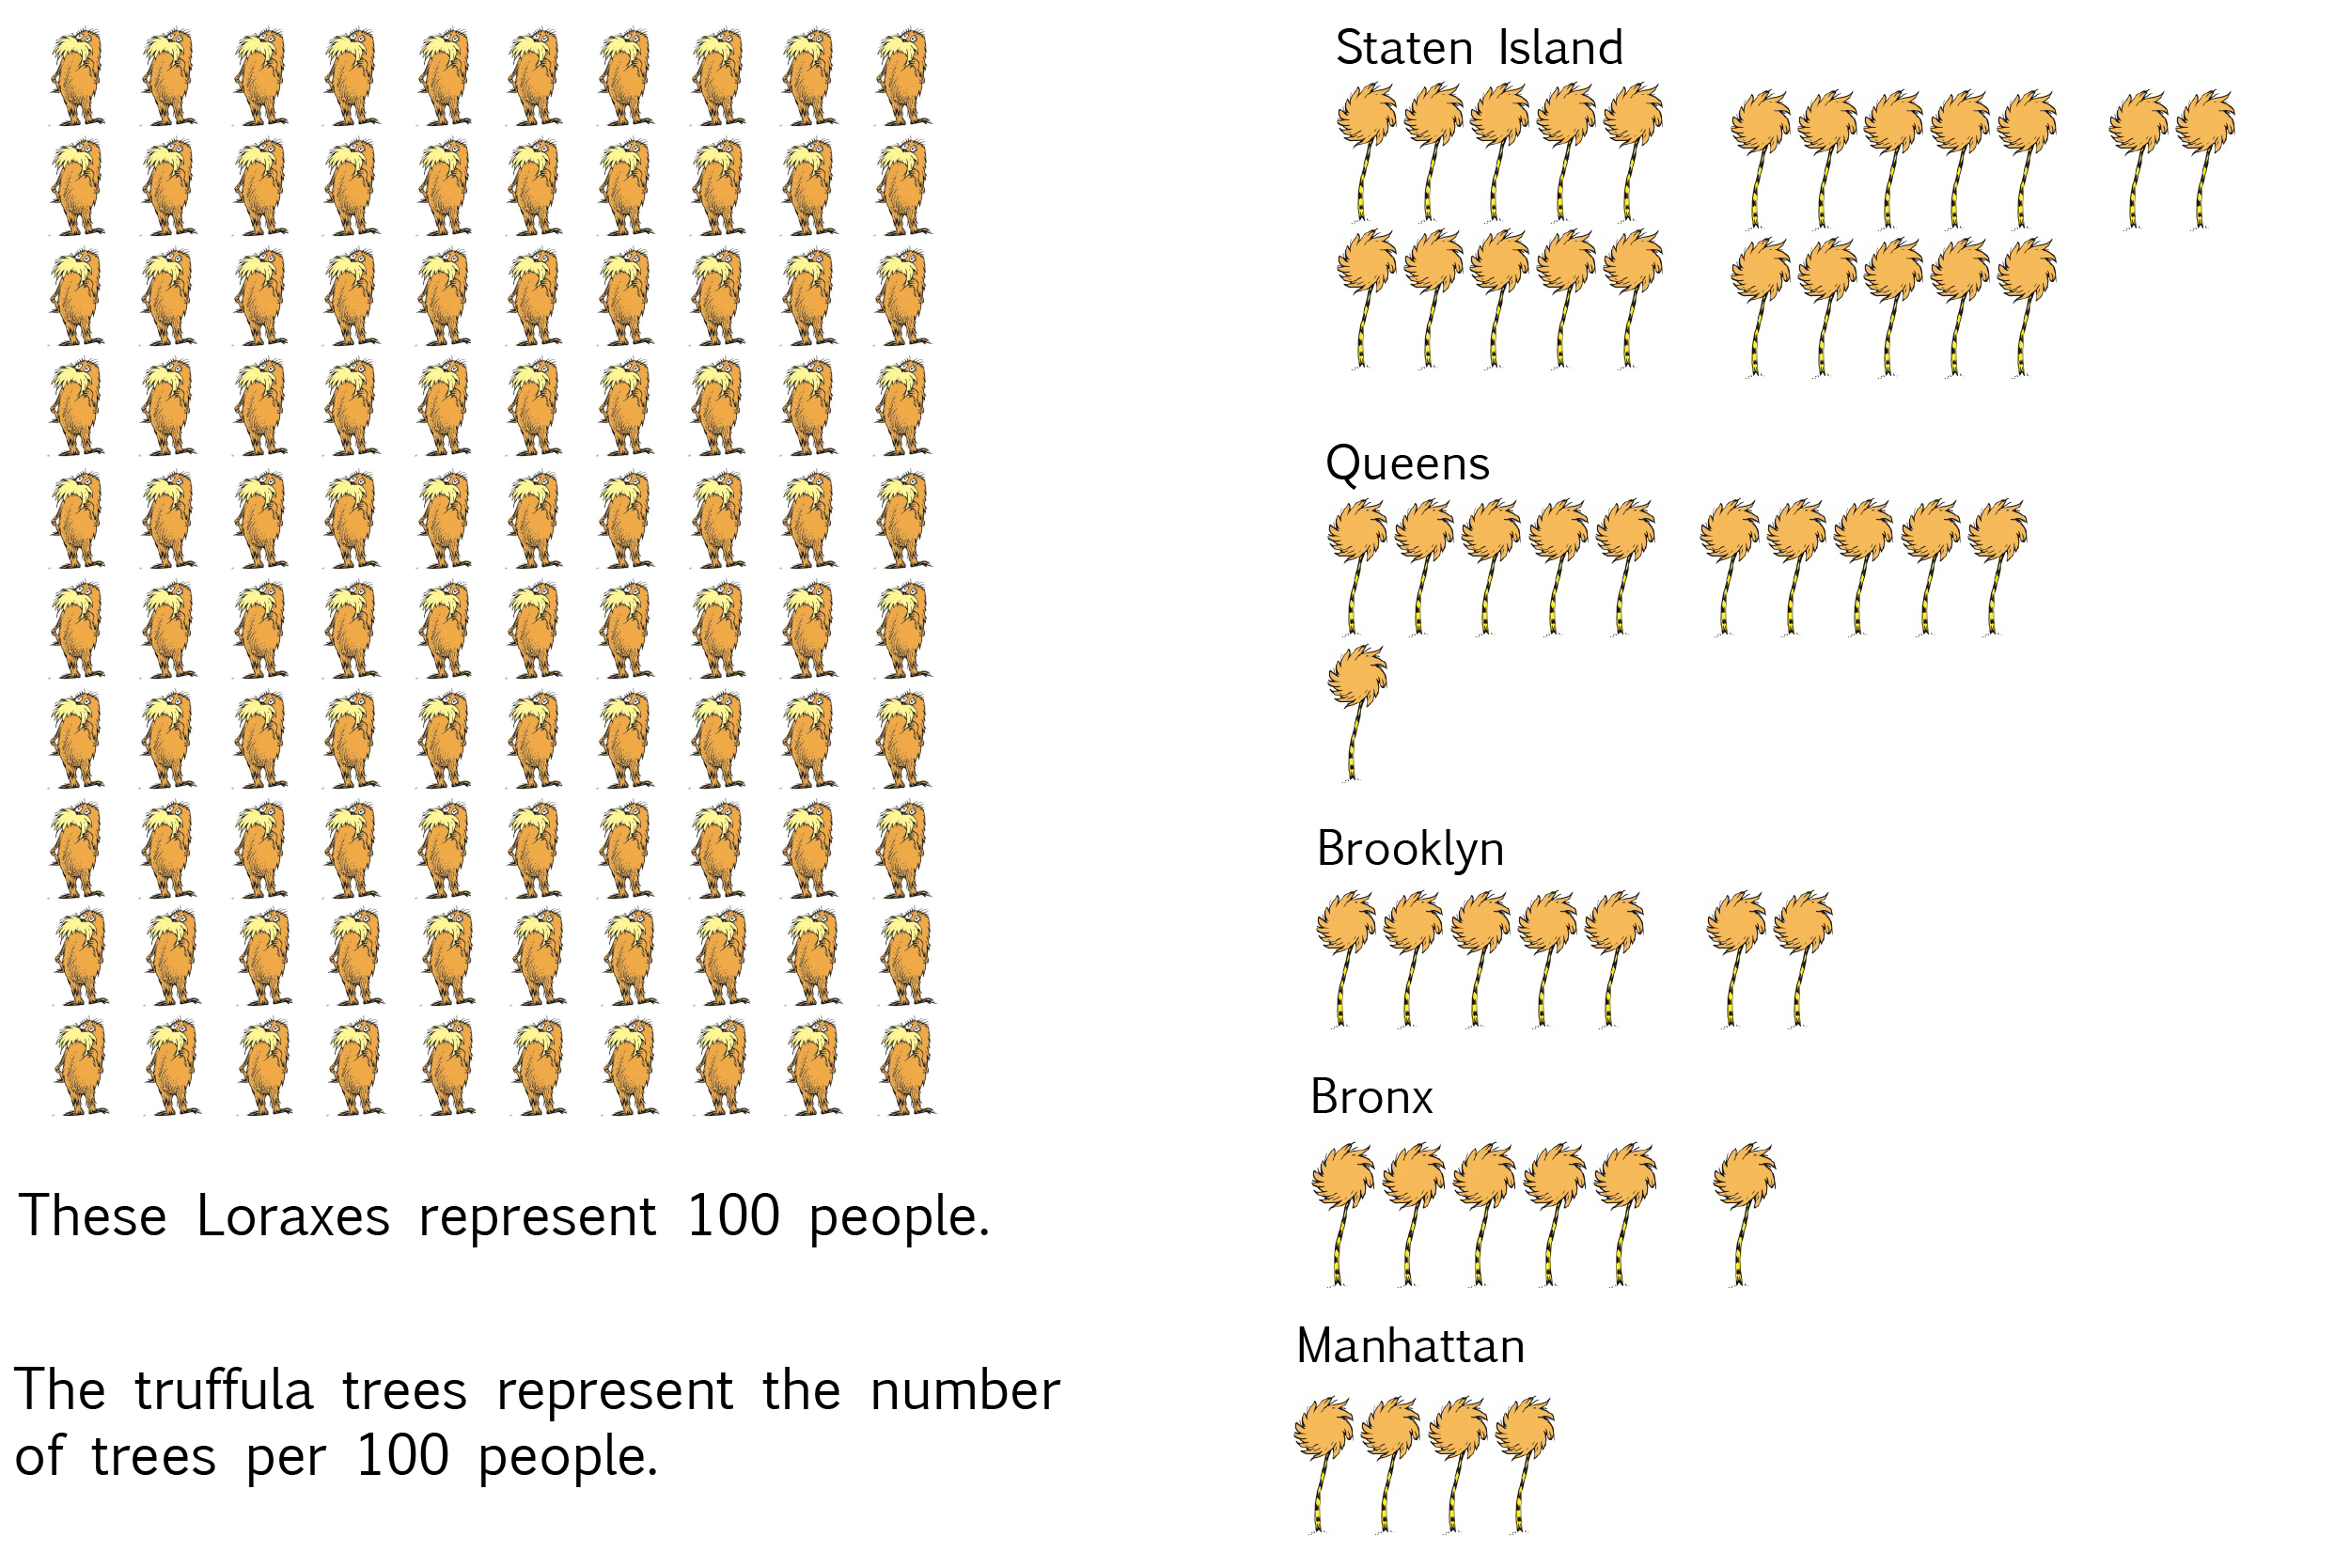 Staten Island
Queens
Brooklyn
Bronx
Manhattan
These Loraxes represent 100 people.
The truffula trees represent the number
of trees per 100 people.